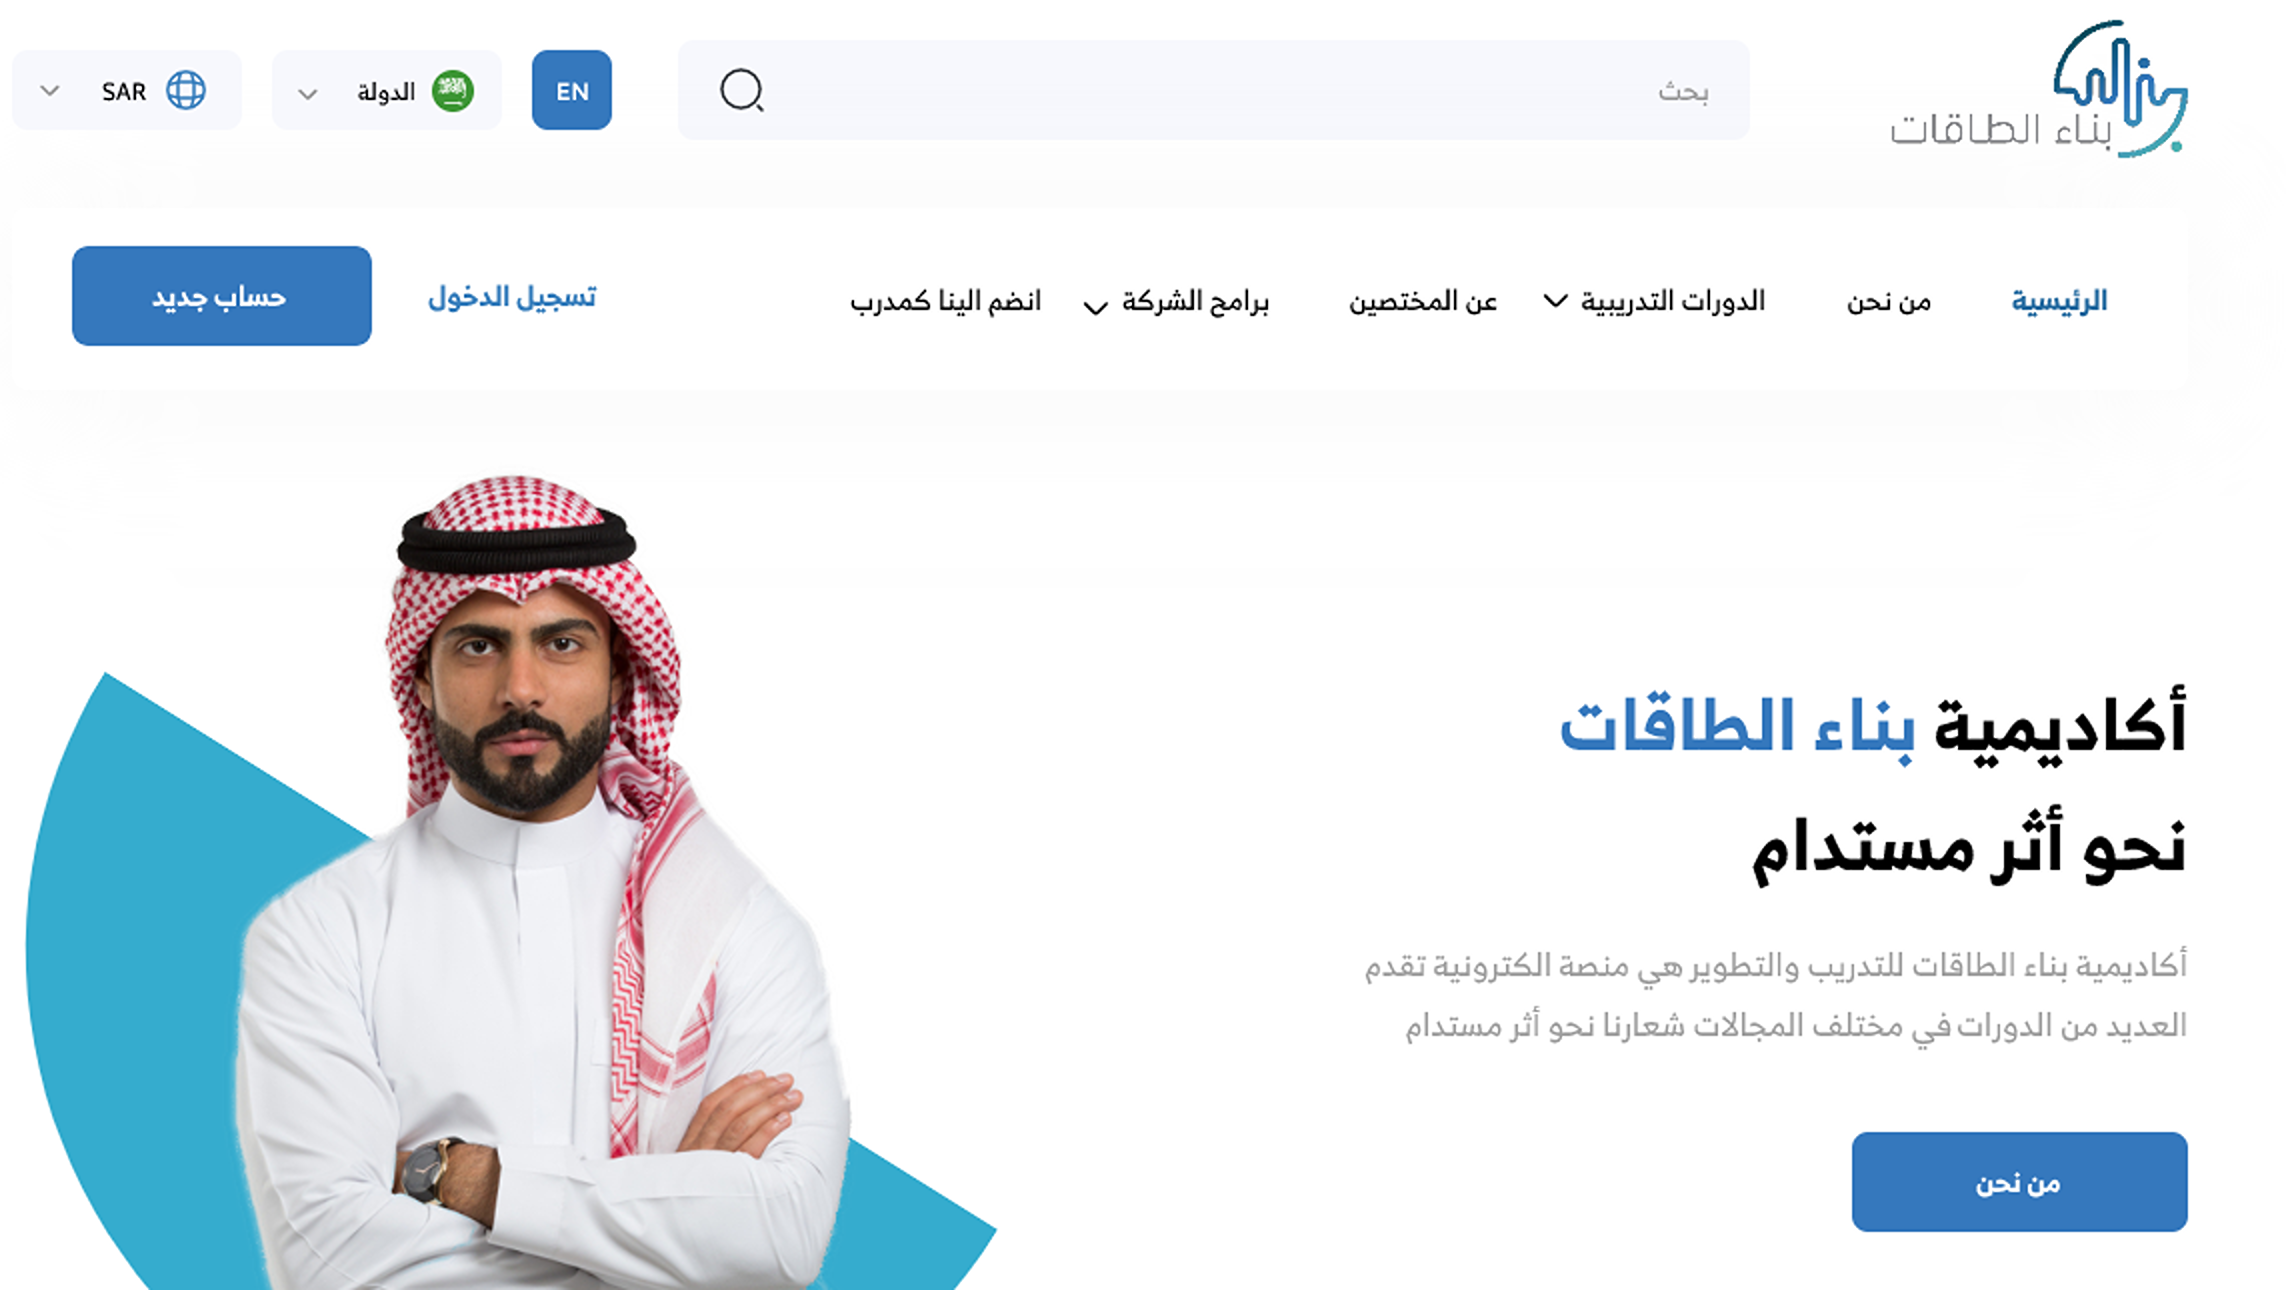 بناء الطاقات
بحث
EN
الدولة
SAR
الرئيسية
من نحن
الدورات التدريبية
عن المختصين
برامج الشركة
انضم الينا كمدرب
تسجيل الدخول
حساب جديد
أكاديمية بناء الطاقات
نحو أثر مستدام
أكاديمية بناء الطاقات للتدريب والتطوير هي منصة الكترونية تقدم
العديد من الدورات في مختلف المجالات شعارنا نحو أثر مستدام
من نحن